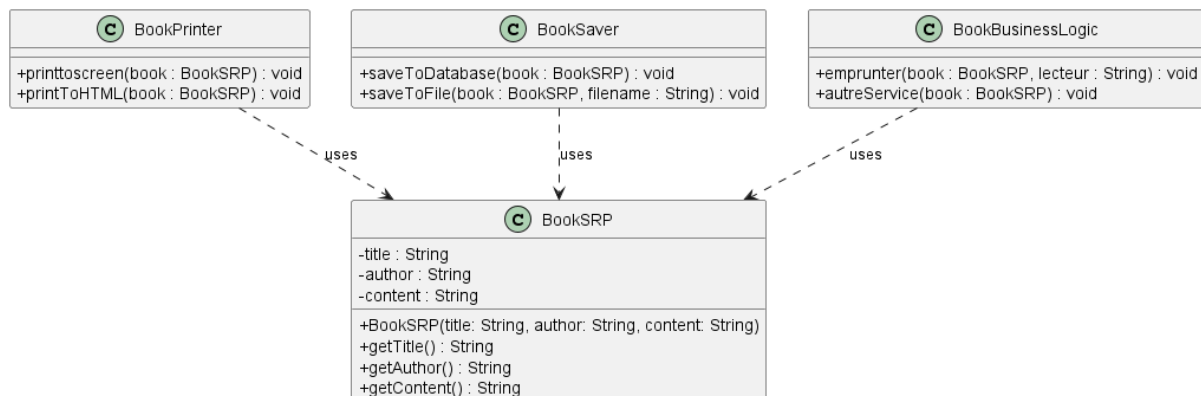 C BookPrinter
+printtoscreen(book : BookSRP) : void
+printToHTML(book : BookSRP) : void
C BookSaver
+saveToDatabase(book : BookSRP) : void
+saveToFile(book : BookSRP, filename : String) : void
C BookBusinessLogic
+emprunter(book : BookSRP, lecteur : String) : void
+autreService(book : BookSRP) : void
uses
uses
uses
C BookSRP
-title : String
-author : String
-content : String
+BookSRP(title: String, author: String, content: String)
+getTitle() : String
+getAuthor() : String
+getContent() : String